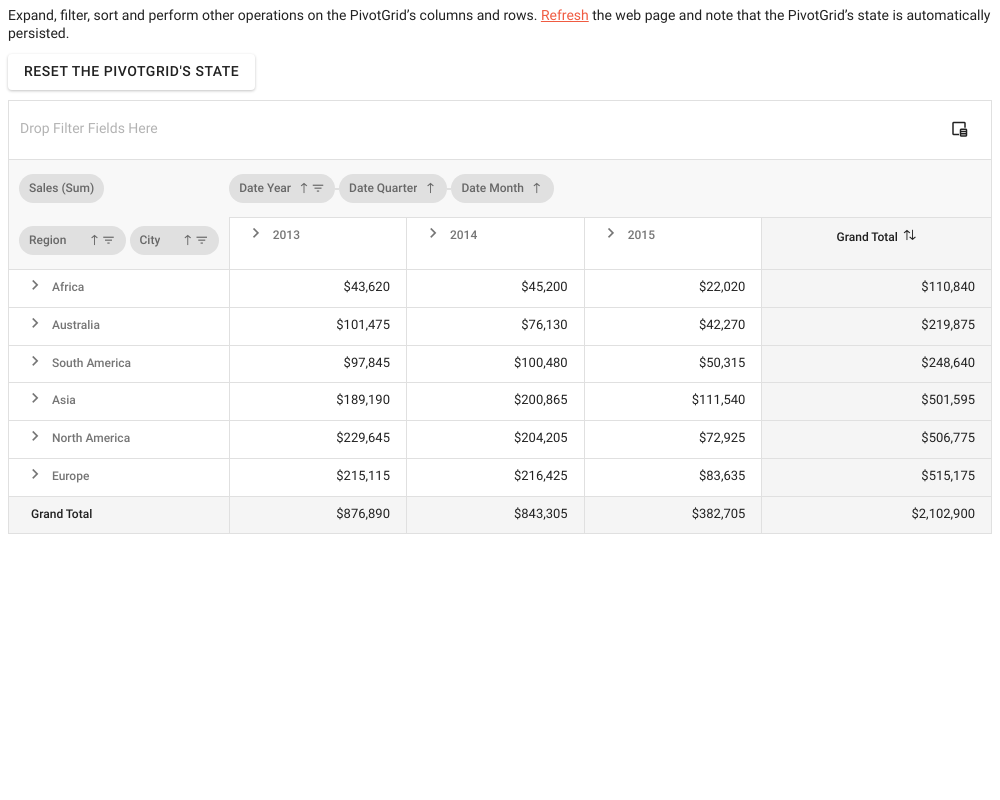 Expand, filter, sort and perform other operations on the PivotGrid’s columns and rows. Refresh the web page and note that the PivotGrid’s state is automatically
persisted.
RESET THE PIVOTGRID'S STATE
Drop Filter Fields Here
Sales (Sum) Date Year Date Quarter Date Month
Region City 2013 2014 2015 Grand Total
Africa $43,620 $45,200 $22,020 $110,840
Australia $101,475 $76,130 $42,270 $219,875
South America $97,845 $100,480 $50,315 $248,640
Asia $189,190 $200,865 $111,540 $501,595
North America $229,645 $204,205 $72,925 $506,775
Europe $215,115 $216,425 $83,635 $515,175
Grand Total $876,890 $843,305 $382,705 $2,102,900